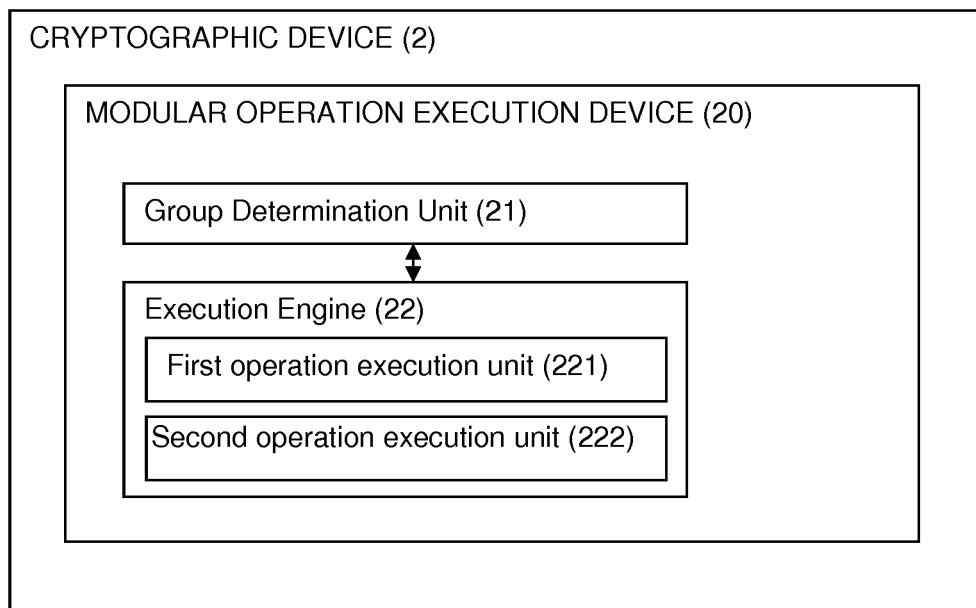 CRYPTOGRAPHIC DEVICE (2)
MODULAR OPERATION EXECUTION DEVICE (20)
Group Determination Unit (21)
Execution Engine (22)
First operation execution unit (221)
Second operation execution unit (222)